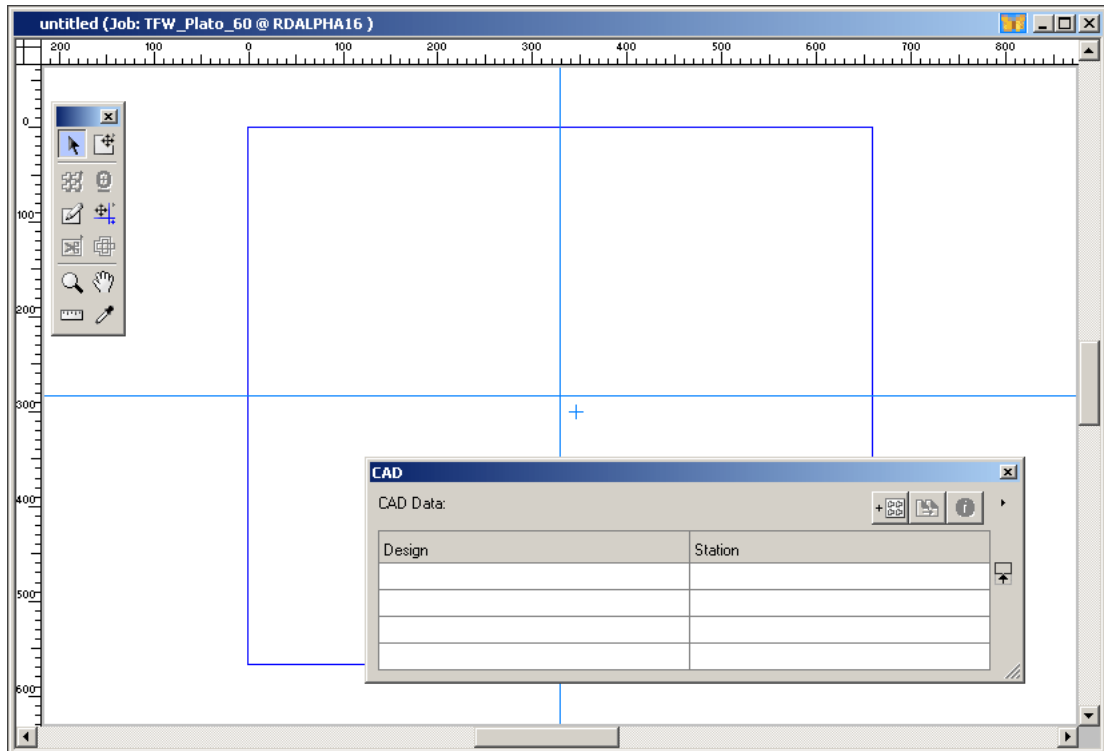 untitled (Job: TFW_Plato_60 @ RDALPHA16 )
200 100 0 100 200 300 400 500 600 700 800
0
100
200
300
400
500
600
CAD
CAD Data:
Design Station